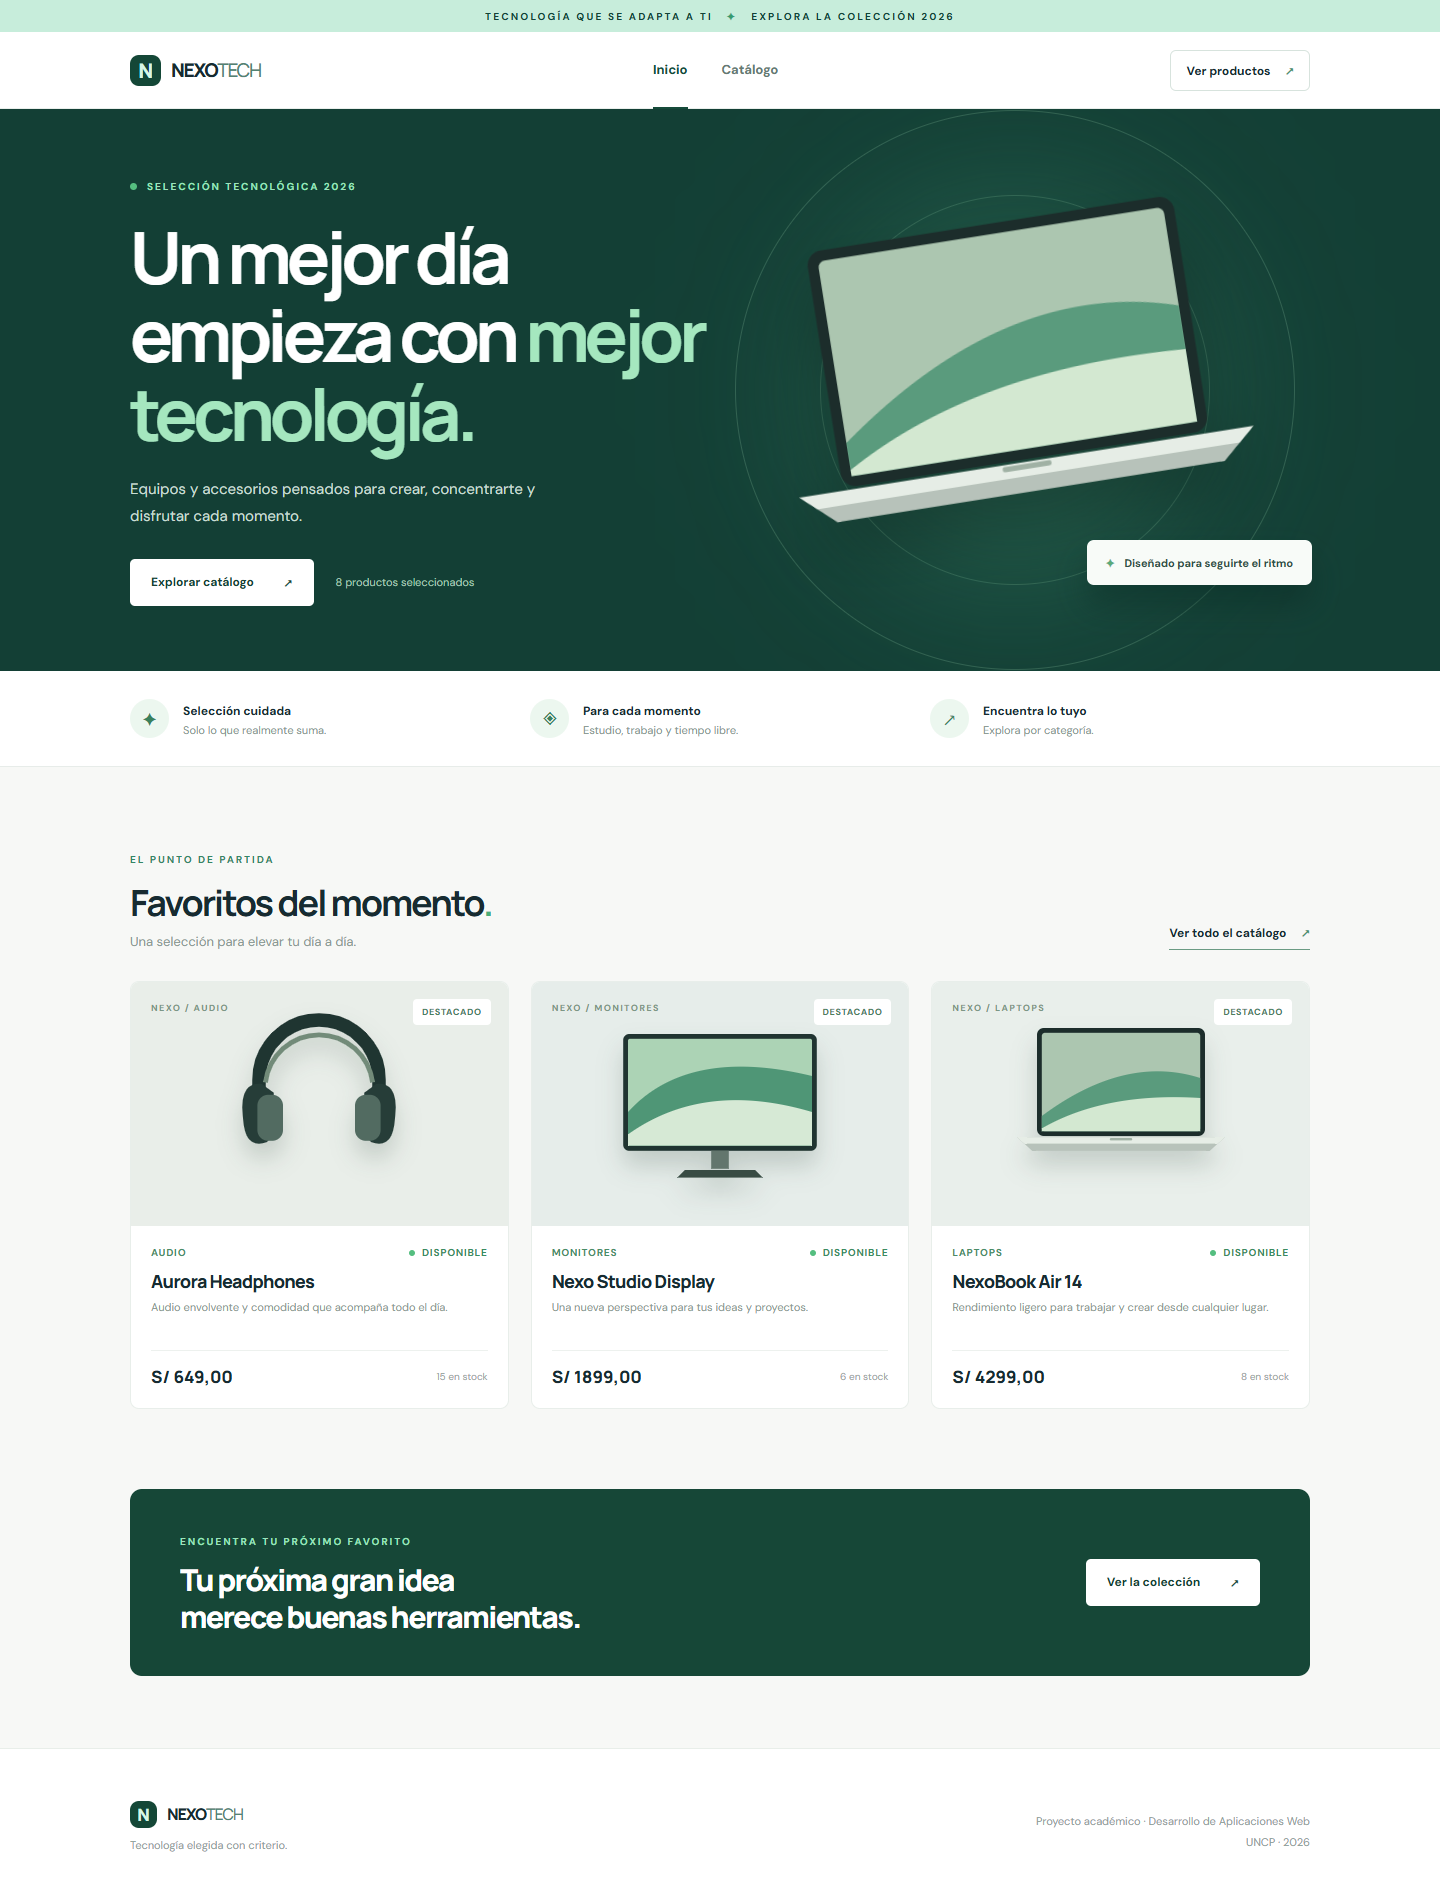 TECNOLOGÍA QUE SE ADAPTA A TI ✦ EXPLORA LA COLECCIÓN 2026
N NEXOTECH
Inicio
Catálogo
Ver productos ↗
SELECCIÓN TECNOLÓGICA 2026
Un mejor día
empieza con mejor
tecnología.
Equipos y accesorios pensados para crear, concentrarte y
disfrutar cada momento.
Explorar catálogo ↗
8 productos seleccionados
✦ Diseñado para seguirte el ritmo
Selección cuidada
Solo lo que realmente suma.
Para cada momento
Estudio, trabajo y tiempo libre.
Encuentra lo tuyo
Explora por categoría.
EL PUNTO DE PARTIDA
Favoritos del momento.
Una selección para elevar tu día a día.
Ver todo el catálogo ↗
NEXO / AUDIO
DESTACADO
AUDIO
DISPONIBLE
Aurora Headphones
Audio envolvente y comodidad que acompaña todo el día.
S/ 649,00
15 en stock
NEXO / MONITORES
DESTACADO
MONITORES
DISPONIBLE
Nexo Studio Display
Una nueva perspectiva para tus ideas y proyectos.
S/ 1899,00
6 en stock
NEXO / LAPTOPS
DESTACADO
LAPTOPS
DISPONIBLE
NexoBook Air 14
Rendimiento ligero para trabajar y crear desde cualquier lugar.
S/ 4299,00
8 en stock
ENCUENTRA TU PRÓXIMO FAVORITO
Tu próxima gran idea
merece buenas herramientas.
Ver la colección ↗
N NEXOTECH
Tecnología elegida con criterio.
Proyecto académico · Desarrollo de Aplicaciones Web
UNCP · 2026